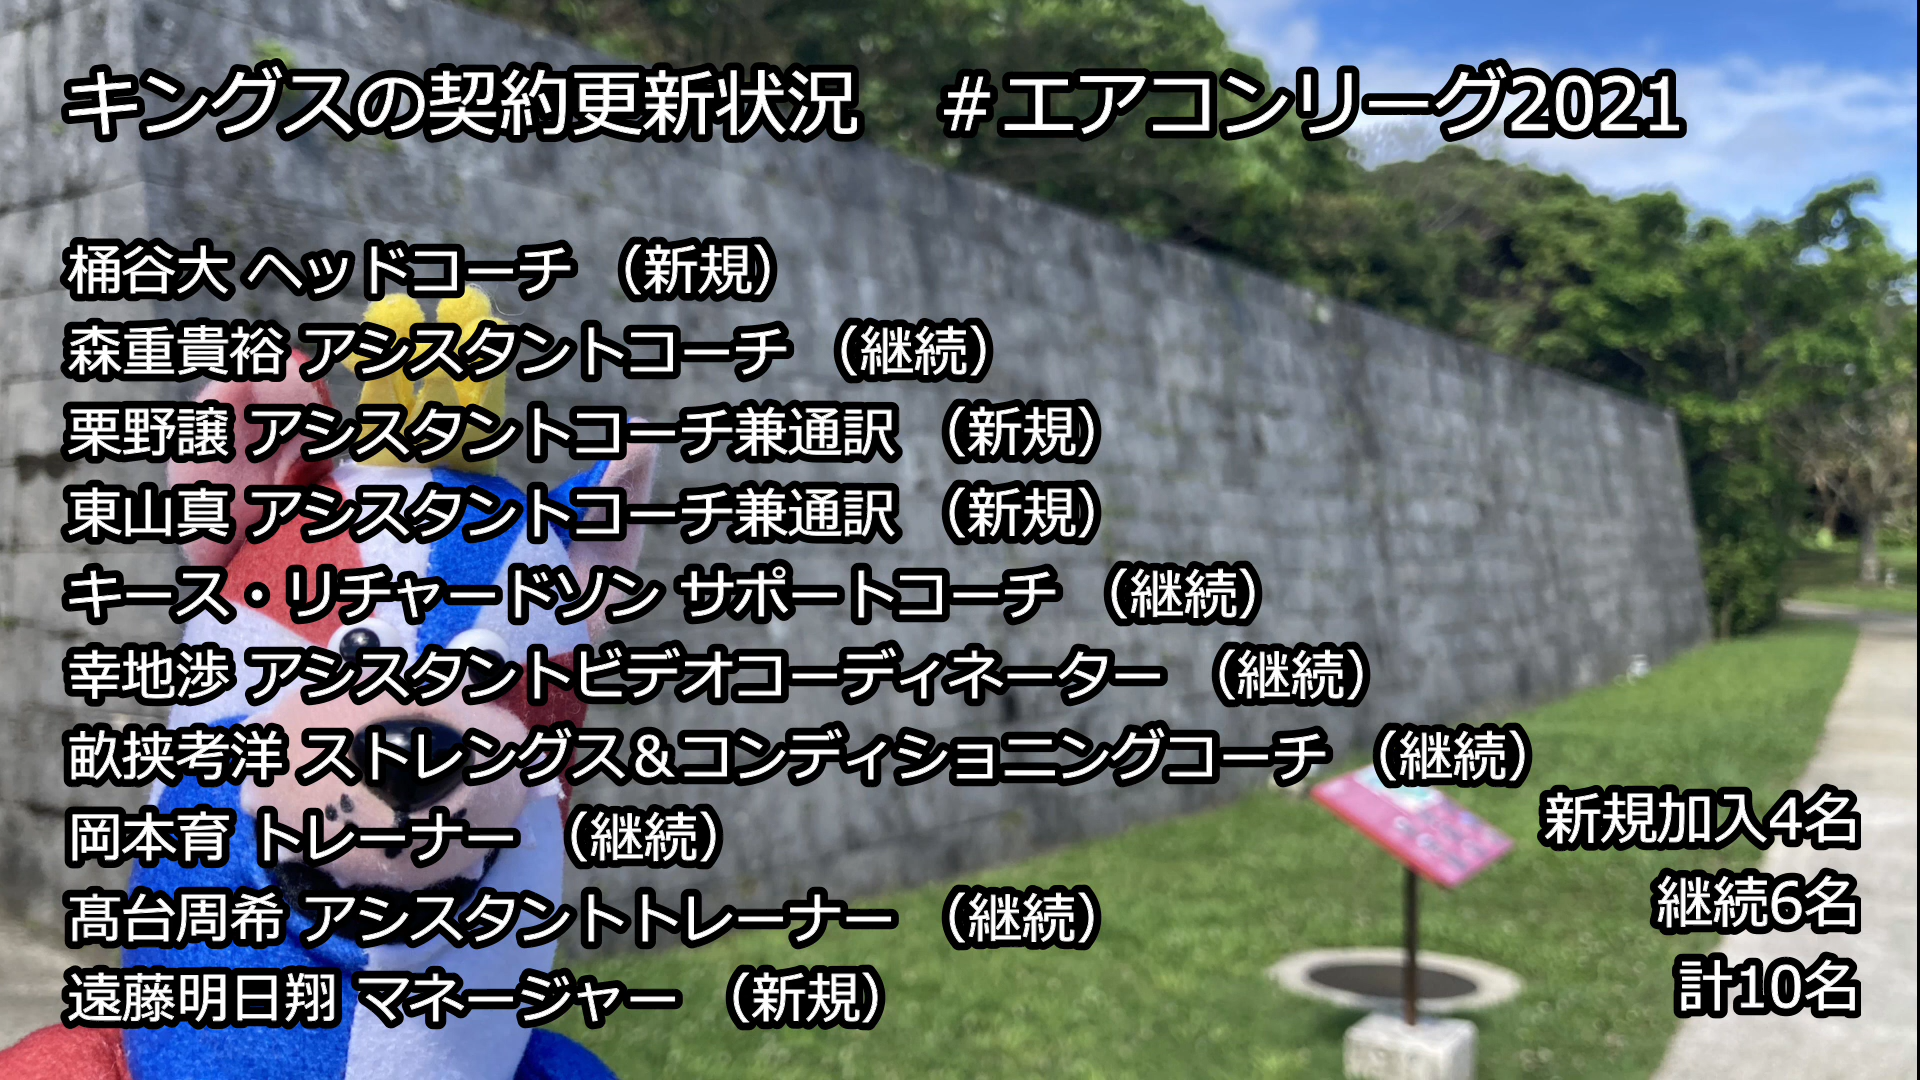 キングスの契約更新状況　＃エアコンリーグ2021
桶谷大 ヘッドコーチ （新規）
森重貴裕 アシスタントコーチ （継続）
栗野譲 アシスタントコーチ兼通訳 （新規）
東山真 アシスタントコーチ兼通訳 （新規）
キース・リチャードソン サポートコーチ （継続）
幸地渉 アシスタントビデオコーディネーター （継続）
畝挟考洋 ストレングス＆コンディショニングコーチ （継続）
岡本育 トレーナー （継続）
髙台周希 アシスタントトレーナー （継続）
遠藤明日翔 マネージャー （新規）
新規加入4名
継続6名
計10名